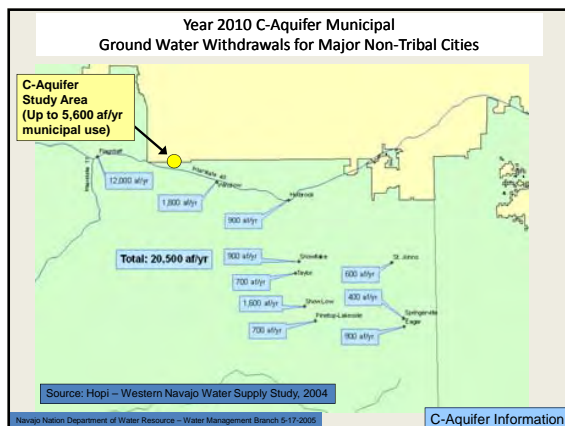 Year 2010 C-Aquifer Municipal
Ground Water Withdrawals for Major Non-Tribal Cities
C-Aquifer
Study Area
(Up to 5,600 af/yr
municipal use)
Flagstaff
Interstate 40
Winslow
Interstate 17
12,000 af/yr
1,800 af/yr
Holbrook
900 af/yr
Total: 20,500 af/yr
900 af/yr
Snowflake
700 af/yr
Taylor
St. Johns
600 af/yr
1,600 af/yr
Show Low
400 af/yr
Springerville
Eagar
700 af/yr
Pinetop-Lakeside
900 af/yr
Source: Hopi – Western Navajo Water Supply Study, 2004
Navajo Nation Department of Water Resource – Water Management Branch 5-17-2005
C-Aquifer Information